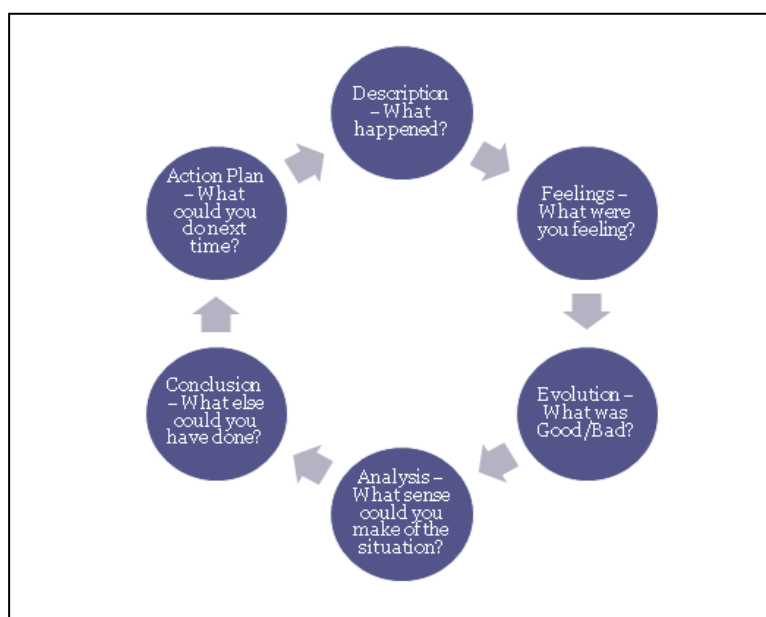 Description
– What
happened?
Feelings –
What were
you feeling?
Evolution –
What was
Good/Bad?
Analysis –
What sense
could you
make of the
situation?
Conclusion
– What else
could you
have done?
Action Plan
– What
could you
do next
time?